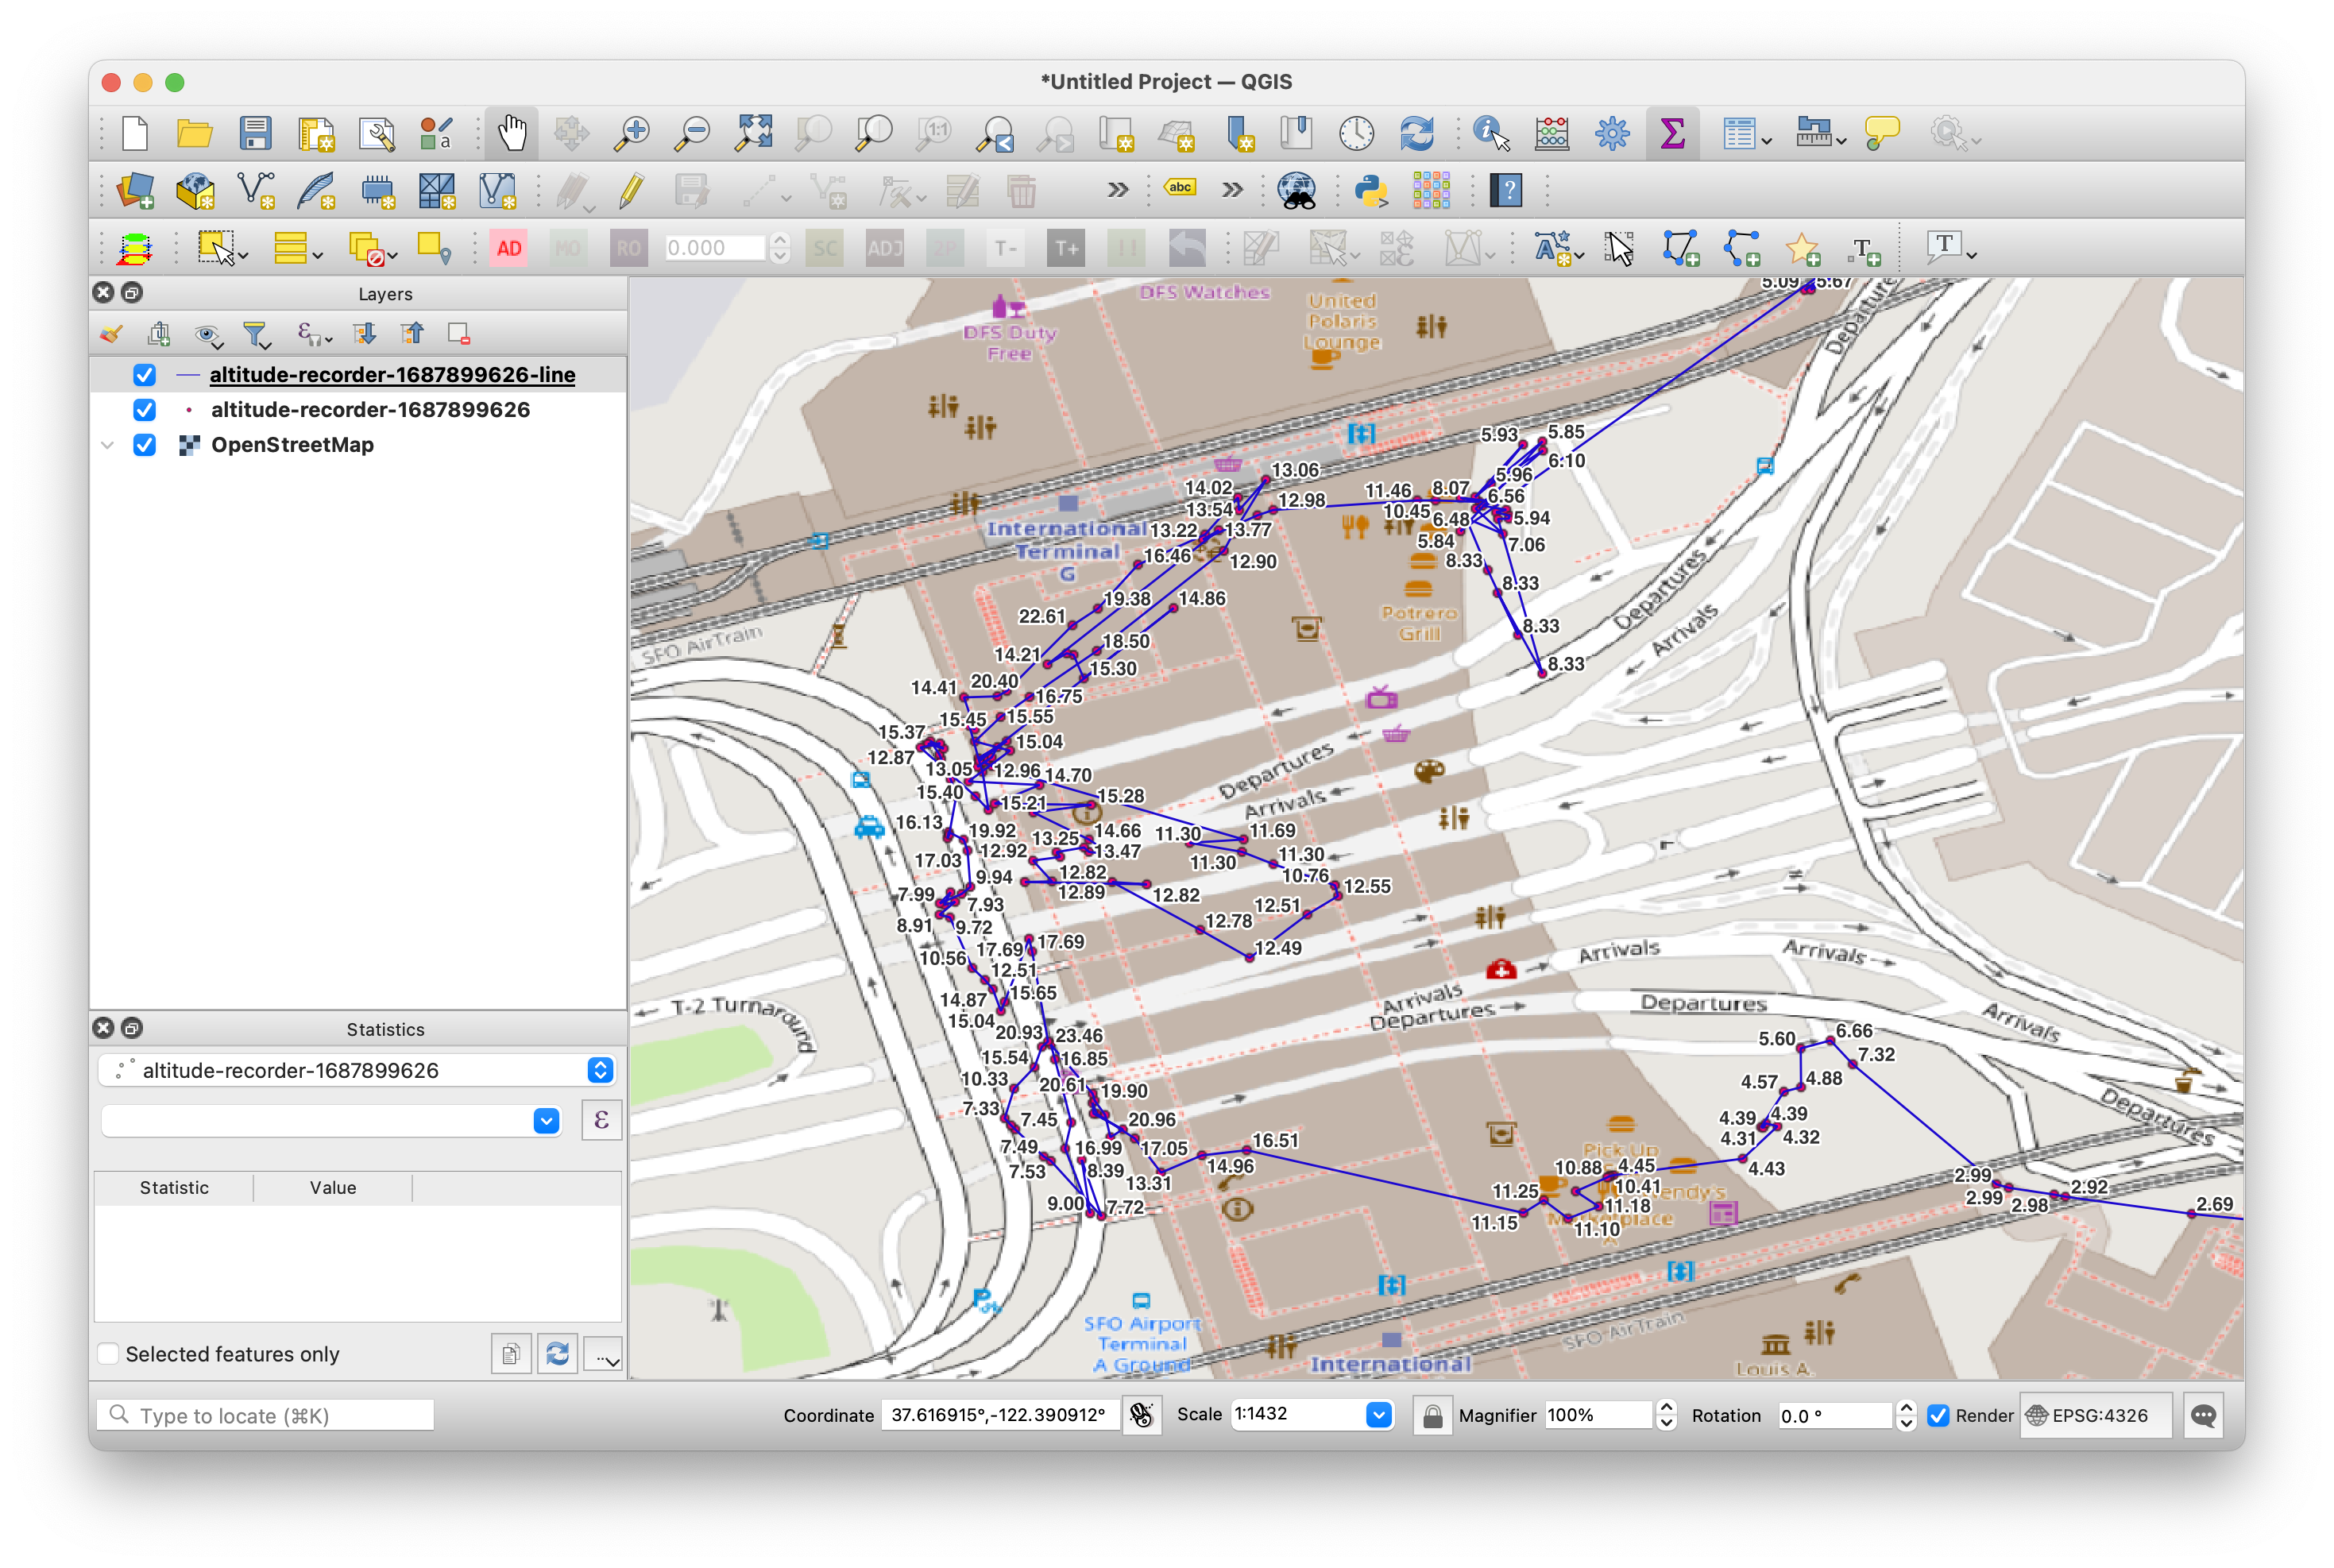 *Untitled Project — QGIS
a
1:1
abc
?
AD
MO
RO
0.000
SC
ADJ
2P
T-
T+
!!
T
T
Layers
altitude-recorder-1687899626-line
altitude-recorder-1687899626
OpenStreetMap
Statistics
altitude-recorder-1687899626
ε
Statistic
Value
Selected features only
DFS Watches
DFS Duty
Free
United
Polaris
Lounge
5.09
5.67
Departures
5.93
5.85
6.10
5.96
13.06
14.02
12.98
11.46
8.07
6.56
13.54
10.45
6.48
5.94
International
Terminal
G
13.22
13.77
5.84
7.06
16.46
12.90
8.33
8.33
8.33
8.33
19.38
14.86
22.61
Potrero
Grill
Departures
Arrivals
SFO AirTrain
18.50
14.21
15.30
20.40
14.41
16.75
15.45
15.55
15.37
15.04
12.87
13.05
12.96
14.70
15.40
15.21
15.28
Departures
Arrivals
16.13
19.92
14.66
11.30
11.69
13.25
12.92
13.47
17.03
11.30
11.30
9.94
12.82
10.76
12.55
7.99
7.93
12.89
12.82
12.51
8.91
9.72
12.78
17.69
17.69
12.49
10.56
12.51
14.87
15.65
15.04
Arrivals
Arrivals
Arrivals
Departures
Departures
Arrivals
T-2 Turnaround
20.93
23.46
15.54
16.85
10.33
20.61
19.90
7.33
7.45
20.96
7.49
16.99
17.05
16.51
7.53
8.39
14.96
13.31
9.00
7.72
5.60
6.66
7.32
4.57
4.88
4.39
4.39
4.31
4.32
4.43
Departures
Pick Up
10.88
4.45
10.41
11.25
11.18
11.15
11.10
2.99
2.99
2.98
2.92
2.69
SFO Airport
Terminal
A Ground
International
SFO AirTrain
Louis A.
Type to locate (⌘K)
Coordinate
37.616915°,-122.390912°
Scale
1:1432
Magnifier
100%
Rotation
0.0 °
Render
EPSG:4326